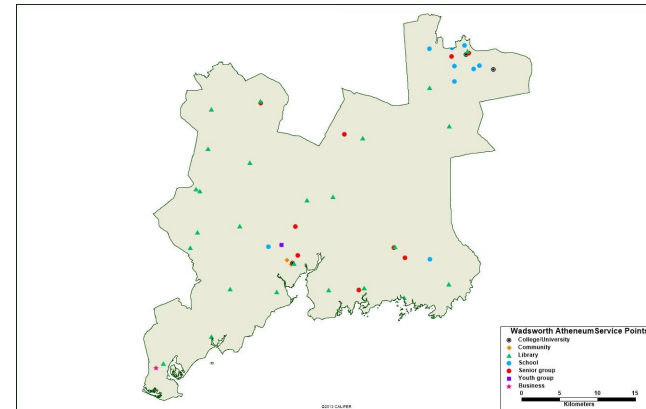 Wadsworth AtheneumService Points
College/University
Community
Library
School
Senior group
Youth group
Business
0 5 10 15
Kilometers
©2013 CALIPER